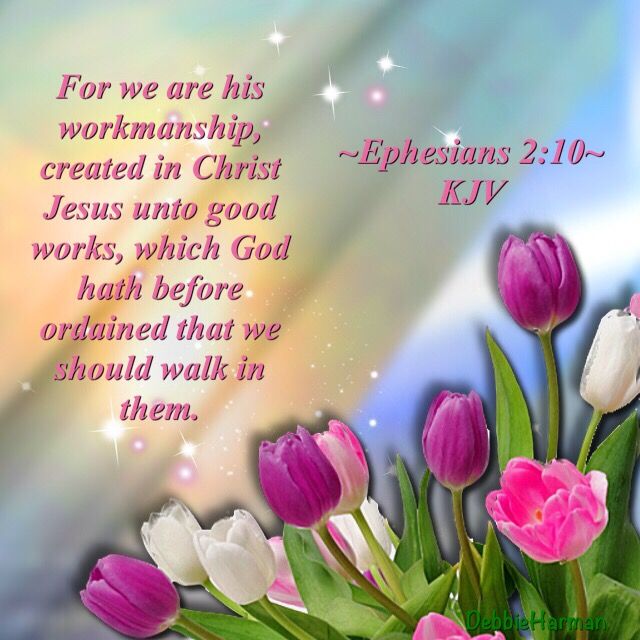 For we are his
workmanship,
created in Christ
Jesus unto good
works, which God
hath before
ordained that we
should walk in
them.
~Ephesians 2:10~
KJV
DebbieHarman